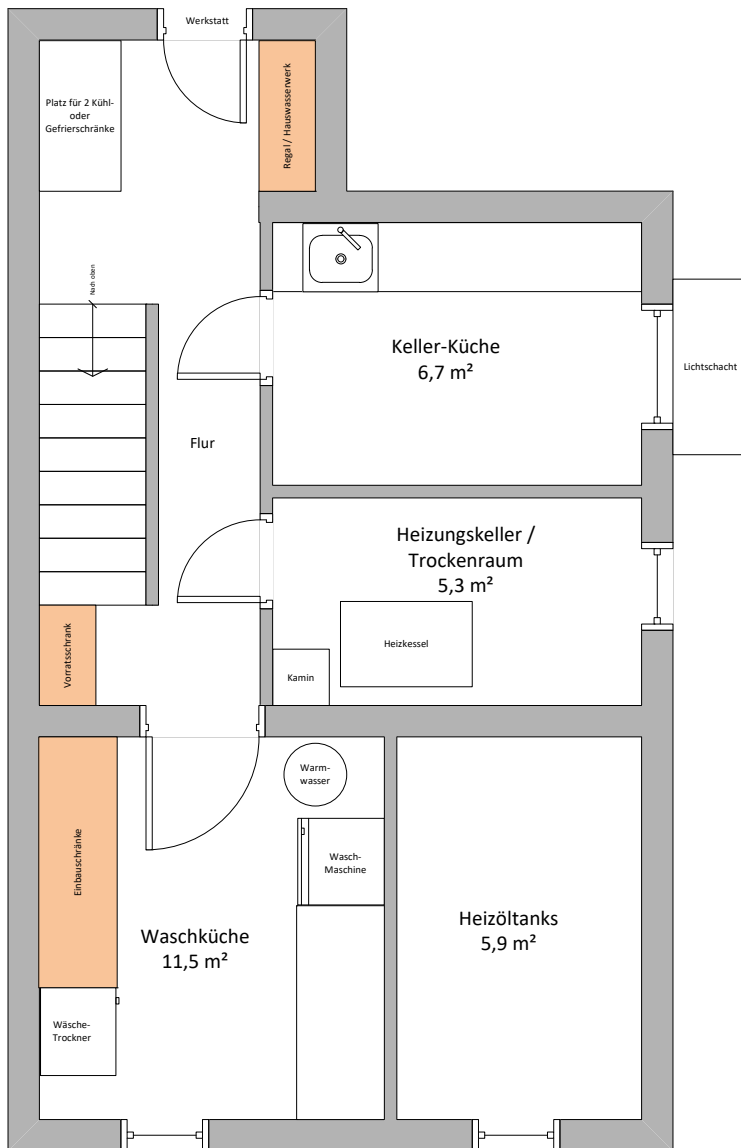 Werkstatt
Platz für 2 Kühl-
oder
Gefrierschränke
Regal / Hauswasserwerk
Nach oben
Keller-Küche
6,7 m²
Lichtschacht
Flur
Heizungskeller /
Trockenraum
5,3 m²
Heizkessel
Kamin
Vorratsschrank
Warm-
wasser
Einbauschränke
Wasch-
Maschine
Waschküche
11,5 m²
Heizöltanks
5,9 m²
Wäsche-
Trockner